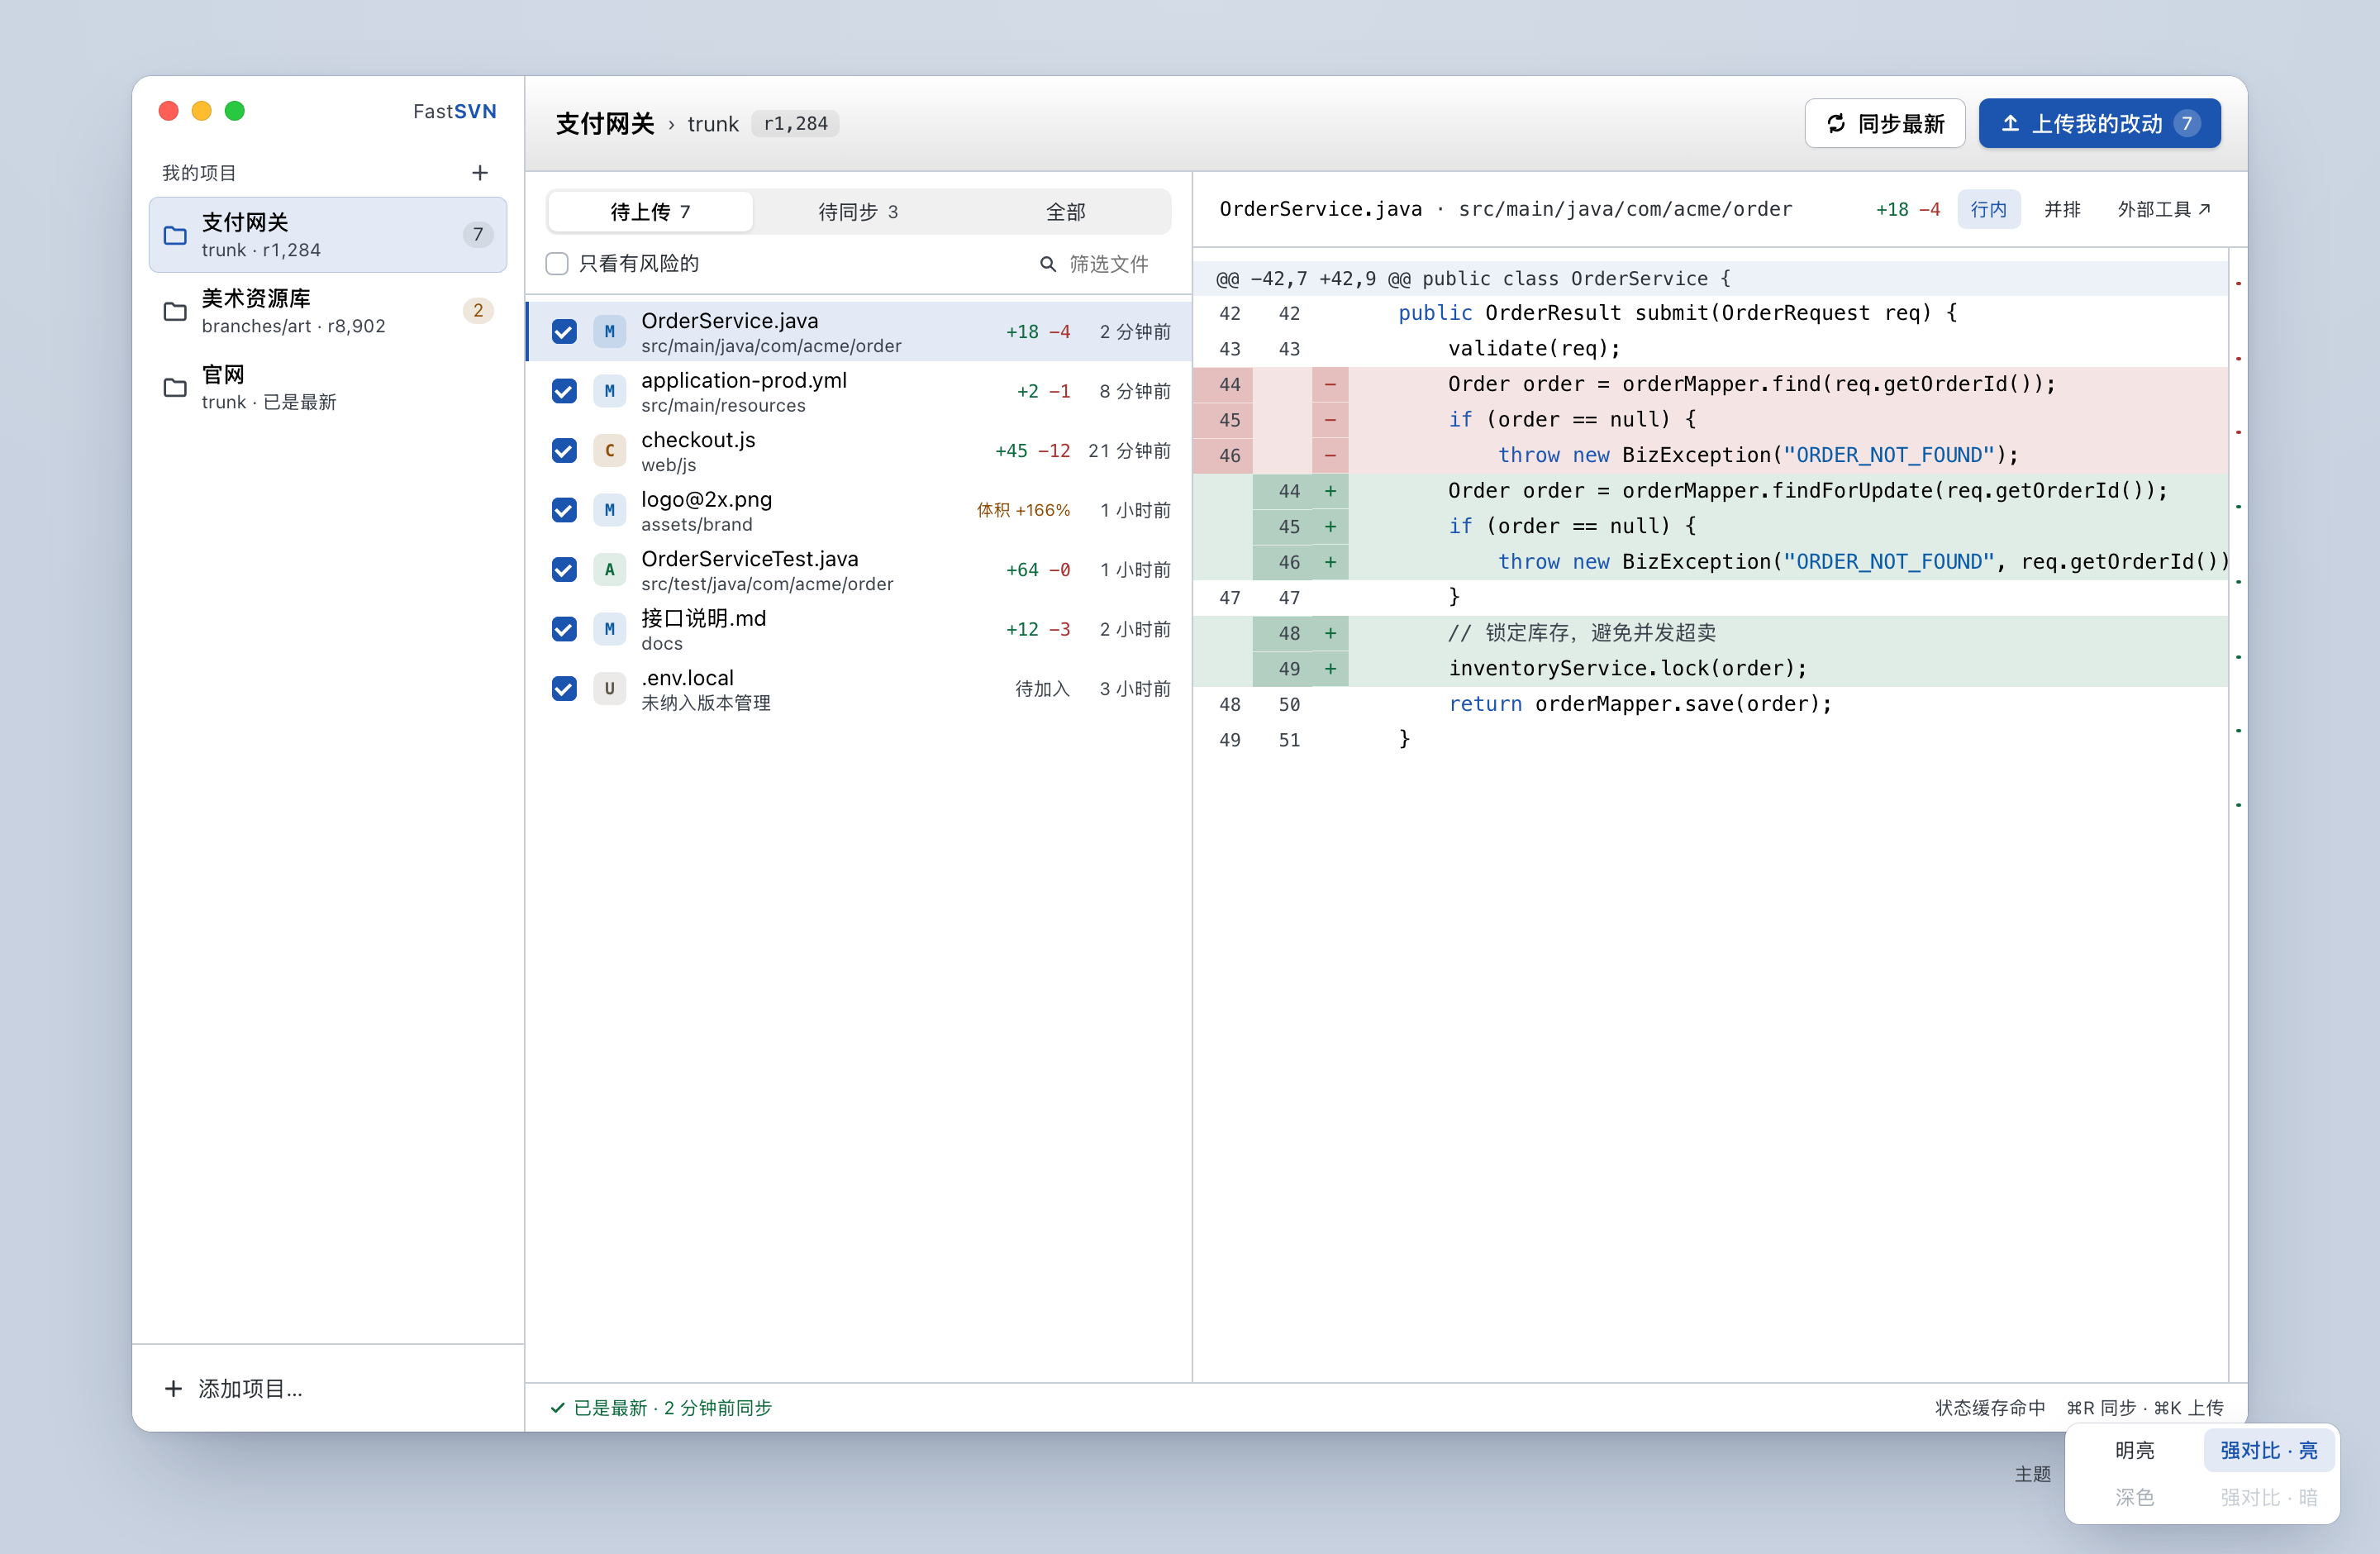 FastSVN
我的项目 +
支付网关
trunk · r1,284
7
美术资源库
branches/art · r8,902
2
官网
trunk · 已是最新
+ 添加项目...
支付网关 › trunk r1,284
同步最新
上传我的改动 7
待上传 7
待同步 3
全部
只看有风险的
筛选文件
M
OrderService.java
src/main/java/com/acme/order
+18 −4 2 分钟前
M
application-prod.yml
src/main/resources
+2 −1 8 分钟前
C
checkout.js
web/js
+45 −12 21 分钟前
M
logo@2x.png
assets/brand
体积 +166% 1 小时前
A
OrderServiceTest.java
src/test/java/com/acme/order
+64 −0 1 小时前
M
接口说明.md
docs
+12 −3 2 小时前
U
.env.local
未纳入版本管理
待加入 3 小时前
OrderService.java · src/main/java/com/acme/order
+18 −4 行内 并排 外部工具 ↗
@@ −42,7 +42,9 @@ public class OrderService {
42 42 public OrderResult submit(OrderRequest req) {
43 43 validate(req);
44 − Order order = orderMapper.find(req.getOrderId());
45 − if (order == null) {
46 − throw new BizException("ORDER_NOT_FOUND");
44 + Order order = orderMapper.findForUpdate(req.getOrderId());
45 + if (order == null) {
46 + throw new BizException("ORDER_NOT_FOUND", req.getOrderId())
47 47 }
48 + // 锁定库存，避免并发超卖
49 + inventoryService.lock(order);
48 50 return orderMapper.save(order);
49 51 }
已是最新 · 2 分钟前同步
状态缓存命中 ⌘R 同步 · ⌘K 上传
主题
明亮 强对比 · 亮
深色 强对比 · 暗